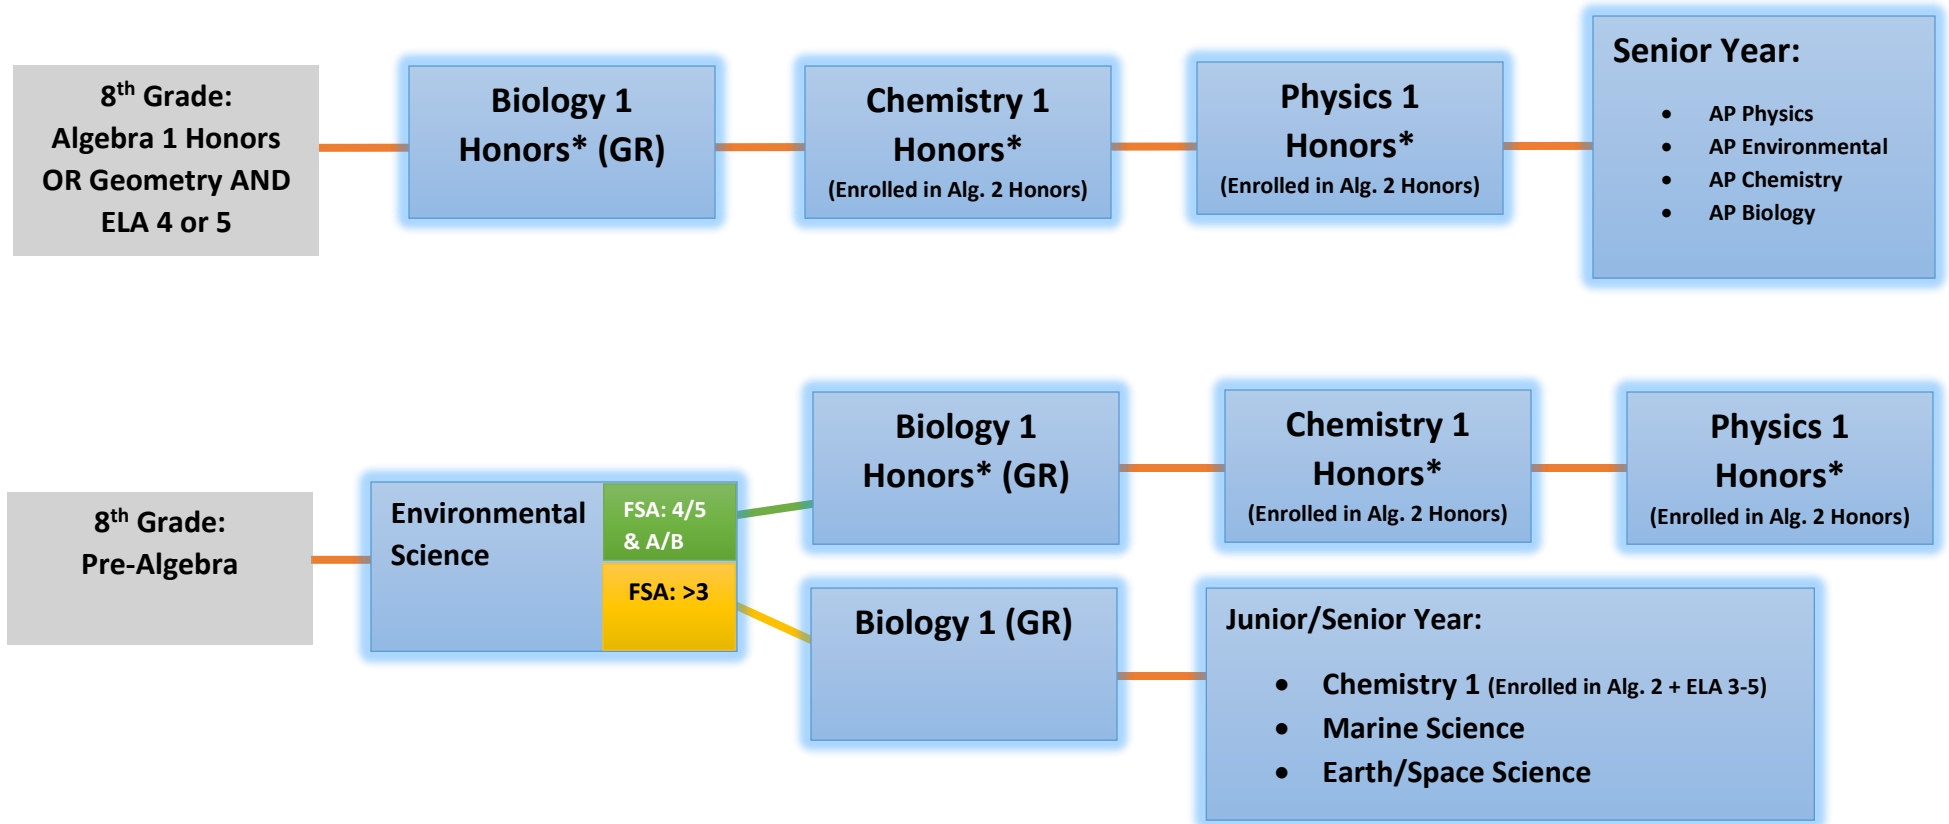 8th Grade:
Algebra 1 Honors
OR Geometry AND
ELA 4 or 5
Biology 1
Honors* (GR)
Chemistry 1
Honors*
(Enrolled in Alg. 2 Honors)
Physics 1
Honors*
(Enrolled in Alg. 2 Honors)
Senior Year:
• AP Physics
• AP Environmental
• AP Chemistry
• AP Biology
8th Grade:
Pre-Algebra
Environmental
Science
FSA: 4/5
& A/B
FSA: >3
Biology 1
Honors* (GR)
Chemistry 1
Honors*
(Enrolled in Alg. 2 Honors)
Physics 1
Honors*
(Enrolled in Alg. 2 Honors)
Biology 1 (GR)
Junior/Senior Year:
• Chemistry 1 (Enrolled in Alg. 2 + ELA 3-5)
• Marine Science
• Earth/Space Science